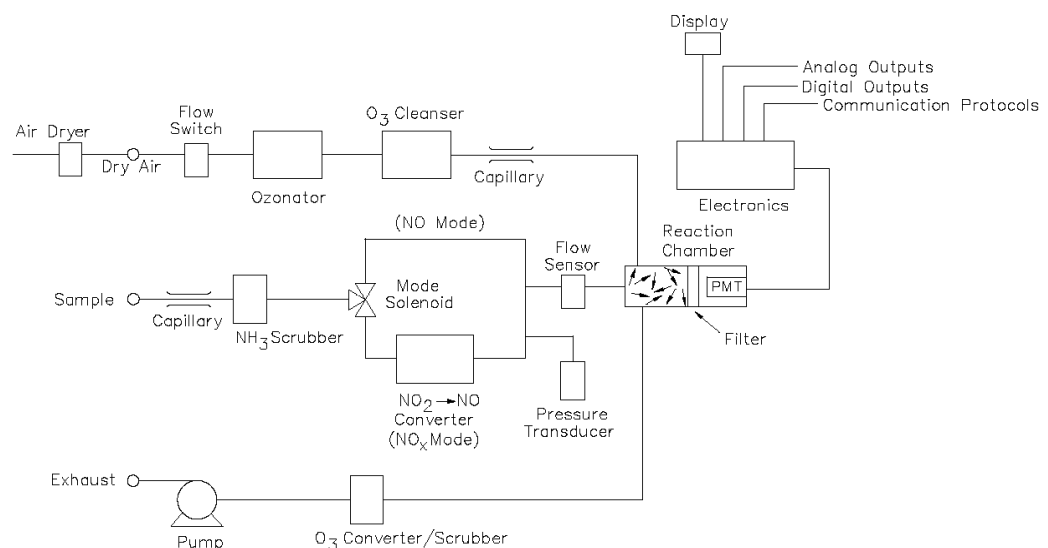 Display
Analog Outputs
Digital Outputs
Communication Protocols
Electronics
Air Dryer
Dry Air
Flow
Switch
Ozonator
O3 Cleanser
Capillary
Reaction
Chamber
(NO Mode)
Flow
Sensor
PMT
Filter
Sample
Capillary
NH3 Scrubber
Mode
Solenoid
NO2→NO
Converter
(NOx Mode)
Pressure
Transducer
Exhaust
Pump
O3 Converter/Scrubber